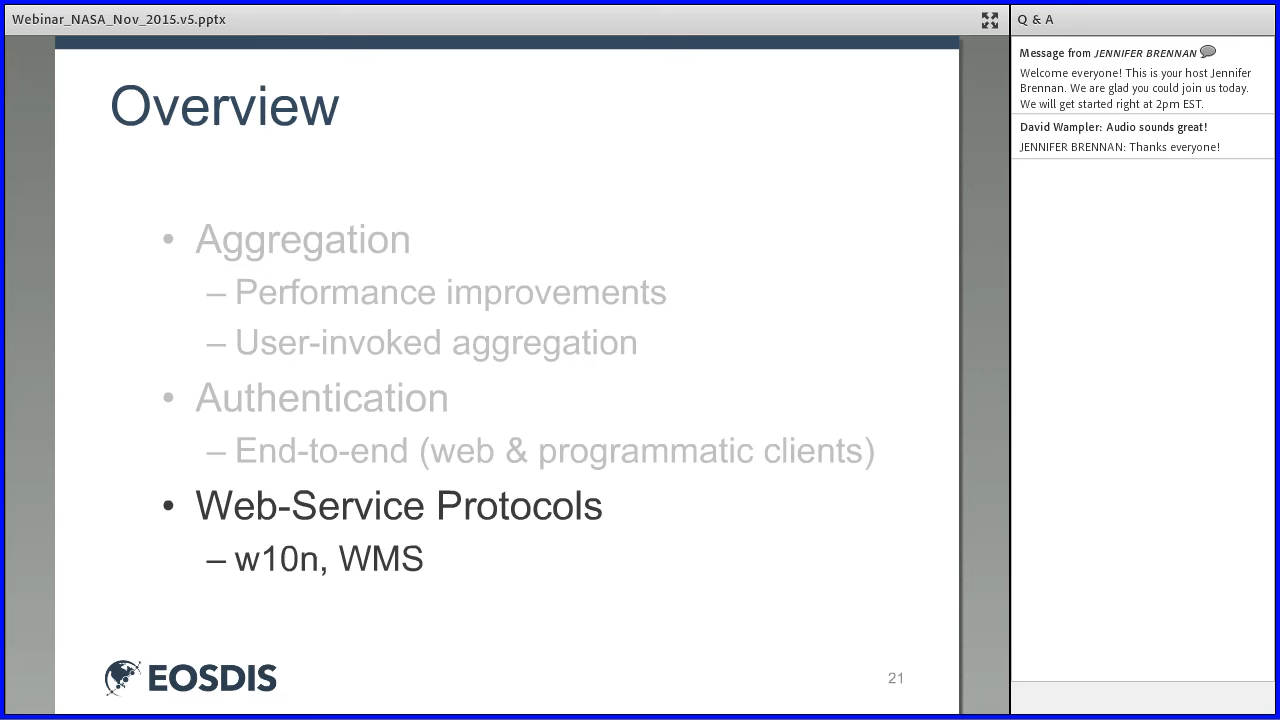 Webinar_NASA_Nov_2015.v5.pptx
Overview
• Aggregation
– Performance improvements
– User-invoked aggregation
• Authentication
– End-to-end (web & programmatic clients)
• Web-Service Protocols
– w10n, WMS
EOSDIS
21
Q & A
Message from JENNIFER BRENNAN
Welcome everyone! This is your host Jennifer
Brennan. We are glad you could join us today.
We will get started right at 2pm EST.
David Wampler: Audio sounds great!
JENNIFER BRENNAN: Thanks everyone!